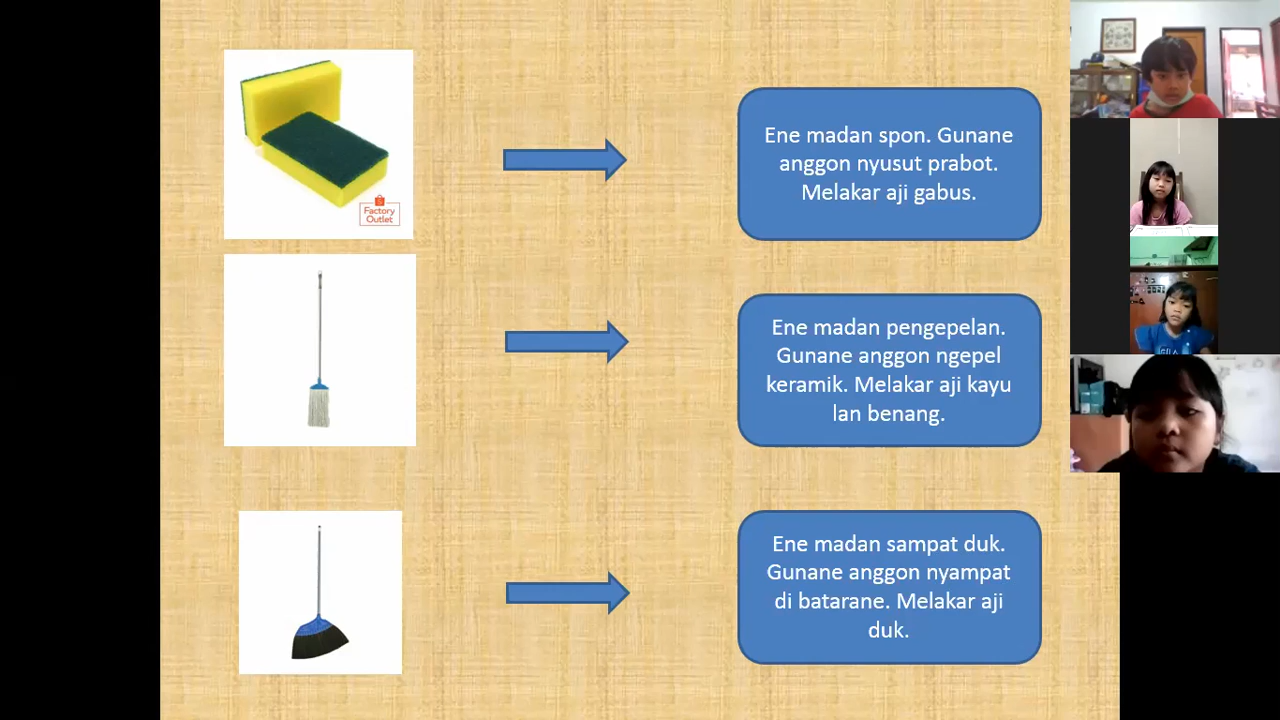 Factory
Outlet
Ene madan spon. Gunane
anggon nyusut prabot.
Melakar aji gabus.
Ene madan pengepelan.
Gunane anggon ngepel
keramik. Melakar aji kayu
lan benang.
Ene madan sampat duk.
Gunane anggon nyampat
di batarane. Melakar aji
duk.